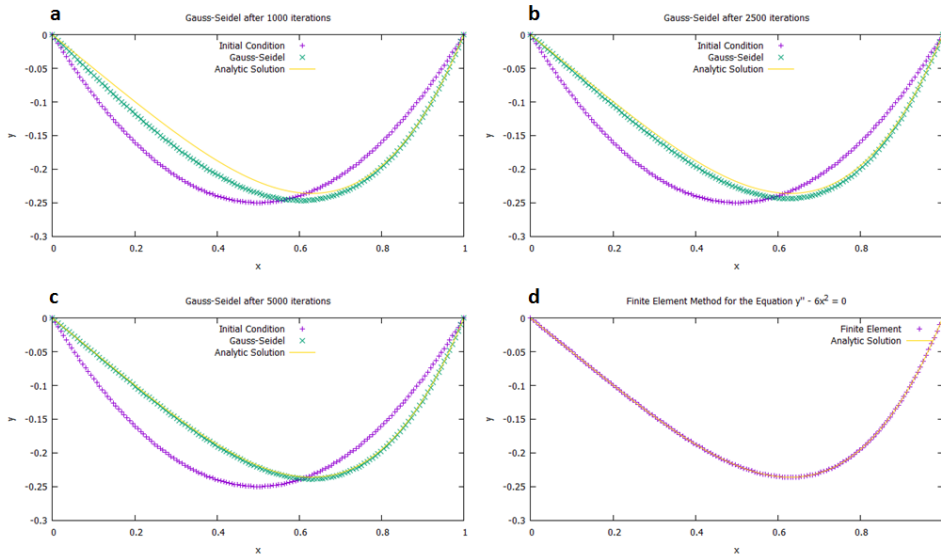 a
Gauss-Seidel after 1000 iterations
Initial Condition
Gauss-Seidel
Analytic Solution
0
-0.05
-0.1
-0.15
-0.2
-0.25
-0.3
y
0
0.2
0.4
0.6
0.8
1
x
b
Gauss-Seidel after 2500 iterations
Initial Condition
Gauss-Seidel
Analytic Solution
0
-0.05
-0.1
-0.15
-0.2
-0.25
-0.3
y
0
0.2
0.4
0.6
0.8
x
c
Gauss-Seidel after 5000 iterations
Initial Condition
Gauss-Seidel
Analytic Solution
0
-0.05
-0.1
-0.15
-0.2
-0.25
-0.3
y
0
0.2
0.4
0.6
0.8
1
x
d
Finite Element Method for the Equation y'' - 6x² = 0
Finite Element
Analytic Solution
0
-0.05
-0.1
-0.15
-0.2
-0.25
-0.3
y
0
0.2
0.4
0.6
0.8
x